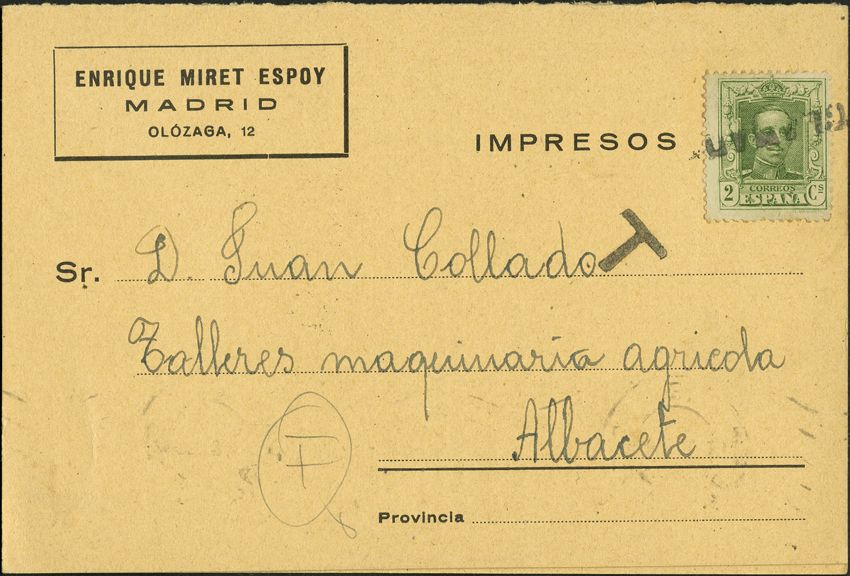 ENRIQUE MIRET ESPOY
MADRID
OLÓZAGA, 12
IMPRESOS
2 CORREOS Cs
ESPAÑA
Sr. D. Juan Collado T
Talleres maquinaria agricola
Albacete
F
Provincia